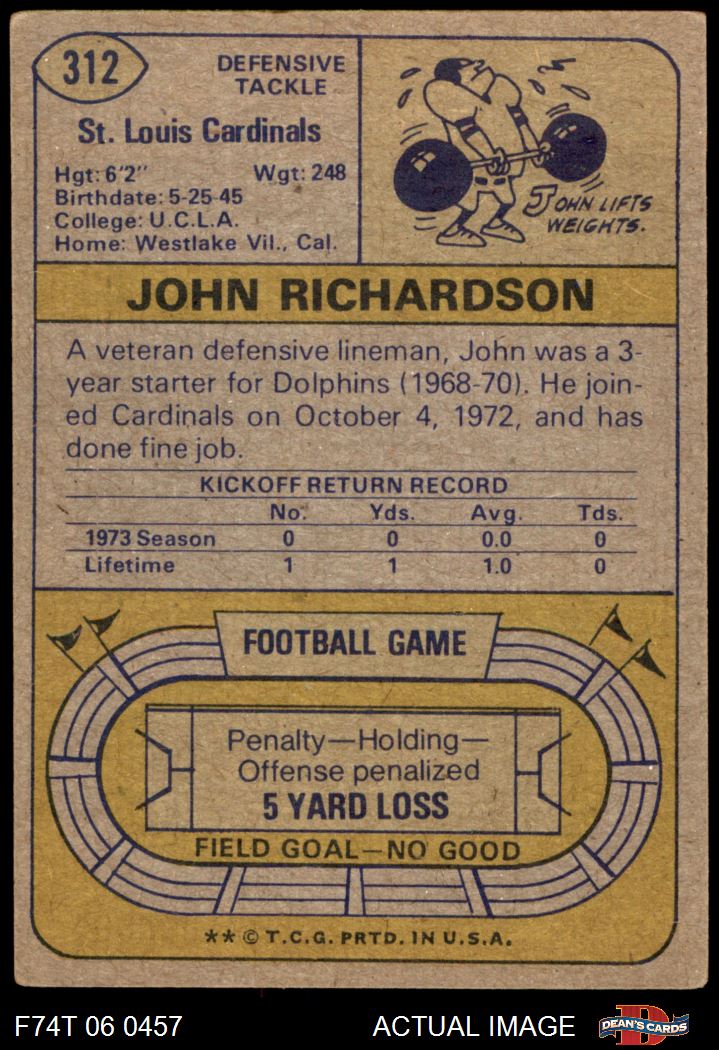 312
DEFENSIVE
TACKLE
St. Louis Cardinals
Hgt: 6'2" Wgt: 248
Birthdate: 5-25-45
College: U.C.L.A.
Home: Westlake Vil., Cal.
JOHN LIFTS
WEIGHTS.
JOHN RICHARDSON
A veteran defensive lineman, John was a 3-
year starter for Dolphins (1968-70). He join-
ed Cardinals on October 4, 1972, and has
done fine job.
KICKOFF RETURN RECORD
No. Yds. Avg. Tds.
1973 Season 0 0 0.0 0
Lifetime 1 1 1.0 0
FOOTBALL GAME
Penalty—Holding—
Offense penalized
5 YARD LOSS
FIELD GOAL—NO GOOD
** © T.C.G. PRTD. IN U.S.A.
F74T 06 0457 ACTUAL IMAGE DEAN'S CARDS